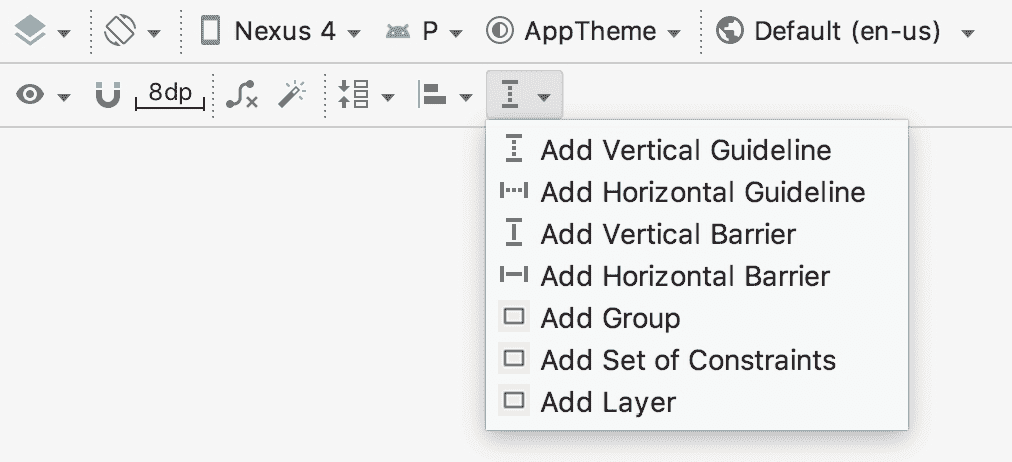 Nexus 4 P AppTheme Default (en-us)
8dp
Add Vertical Guideline
Add Horizontal Guideline
Add Vertical Barrier
Add Horizontal Barrier
Add Group
Add Set of Constraints
Add Layer